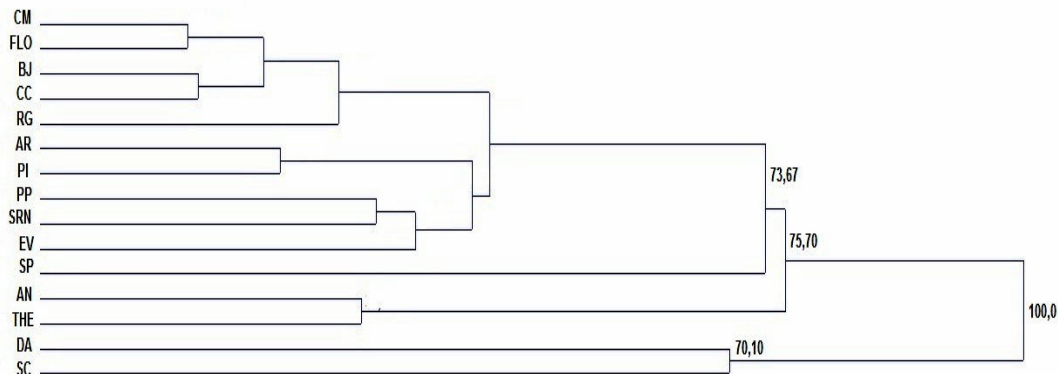 CM
FLO
BJ
CC
RG
AR
PI
PP
SRN
EV
SP
AN
THE
DA
SC
73,67
75,70
70,10
100,0